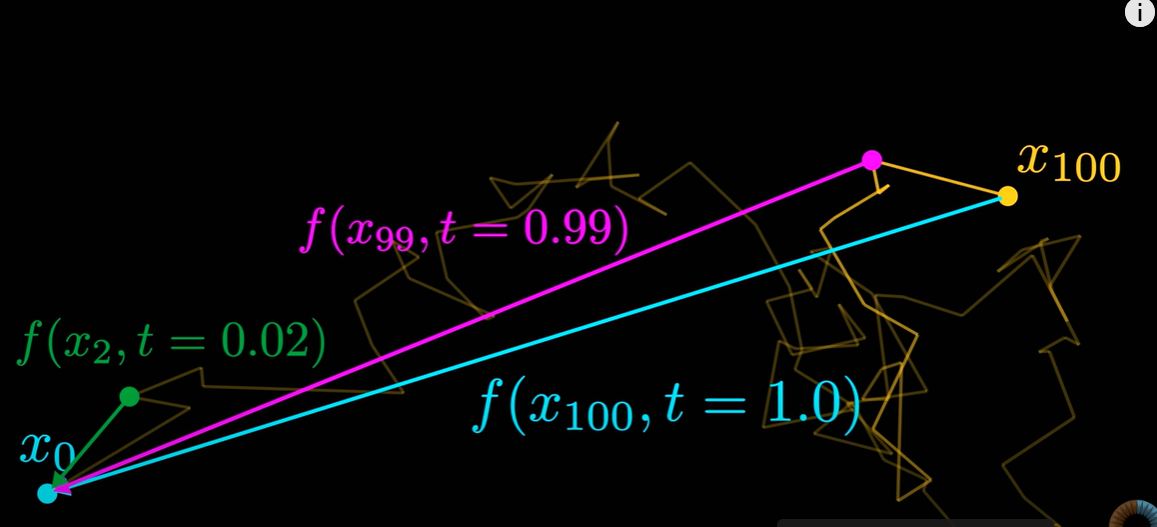 x₁₀₀
f(x₉₉, t = 0.99)
f(x₂, t = 0.02)
f(x₁₀₀, t = 1.0)
x₀
i